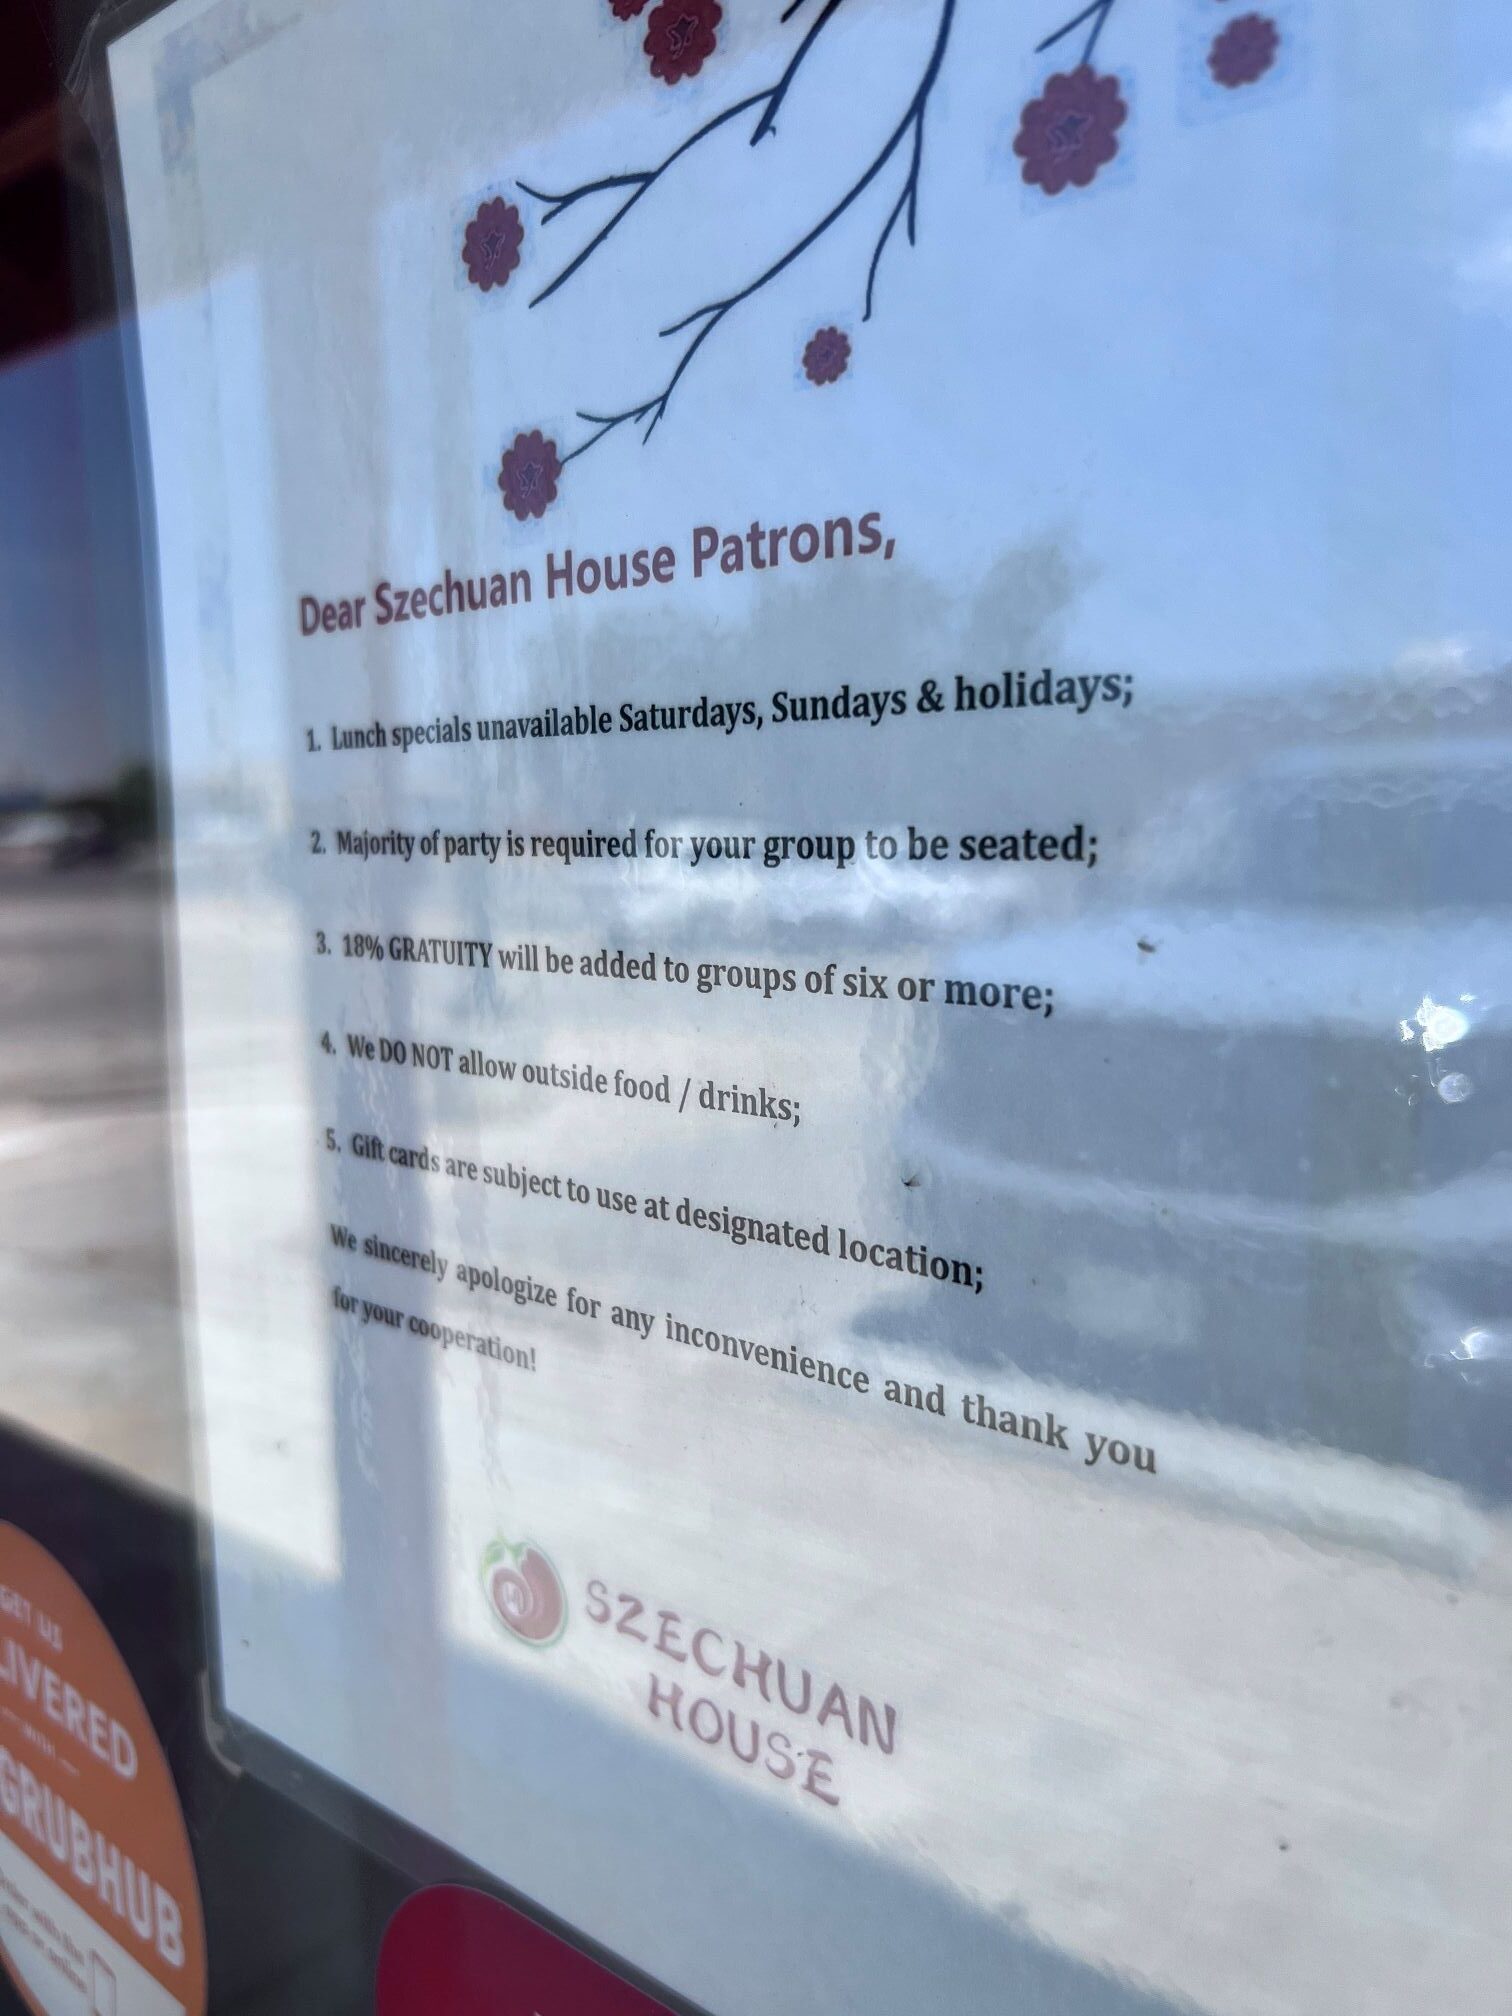 Dear Szechuan House Patrons,
1. Lunch specials unavailable Saturdays, Sundays & holidays;
2. Majority of party is required for your group to be seated;
3. 18% GRATUITY will be added to groups of six or more;
4. We DO NOT allow outside food / drinks;
5. Gift cards are subject to use at designated location;
We sincerely apologize for any inconvenience and thank you
for your cooperation!
SZECHUAN
HOUSE
GET US
LIVERED
WITH
GRUBHUB